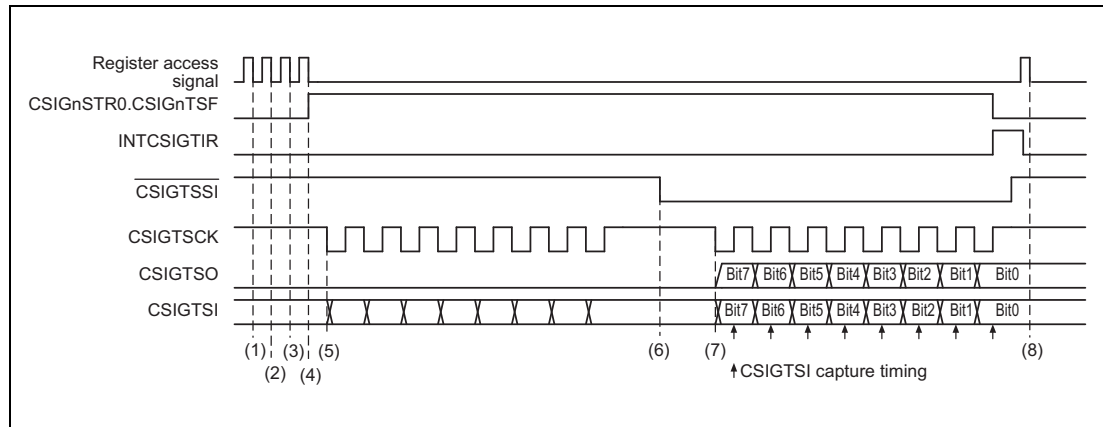 Register access
signal
CSIGnSTR0.CSIGnTSF
INTCSIGTIR
CSIGTSSI
CSIGTSCK
CSIGTSO
Bit7 Bit6 Bit5 Bit4 Bit3 Bit2 Bit1 Bit0
CSIGTSI
Bit7 Bit6 Bit5 Bit4 Bit3 Bit2 Bit1 Bit0
(1) (3) (5) (6) (7) (8)
(2) (4) CSIGTSI capture timing